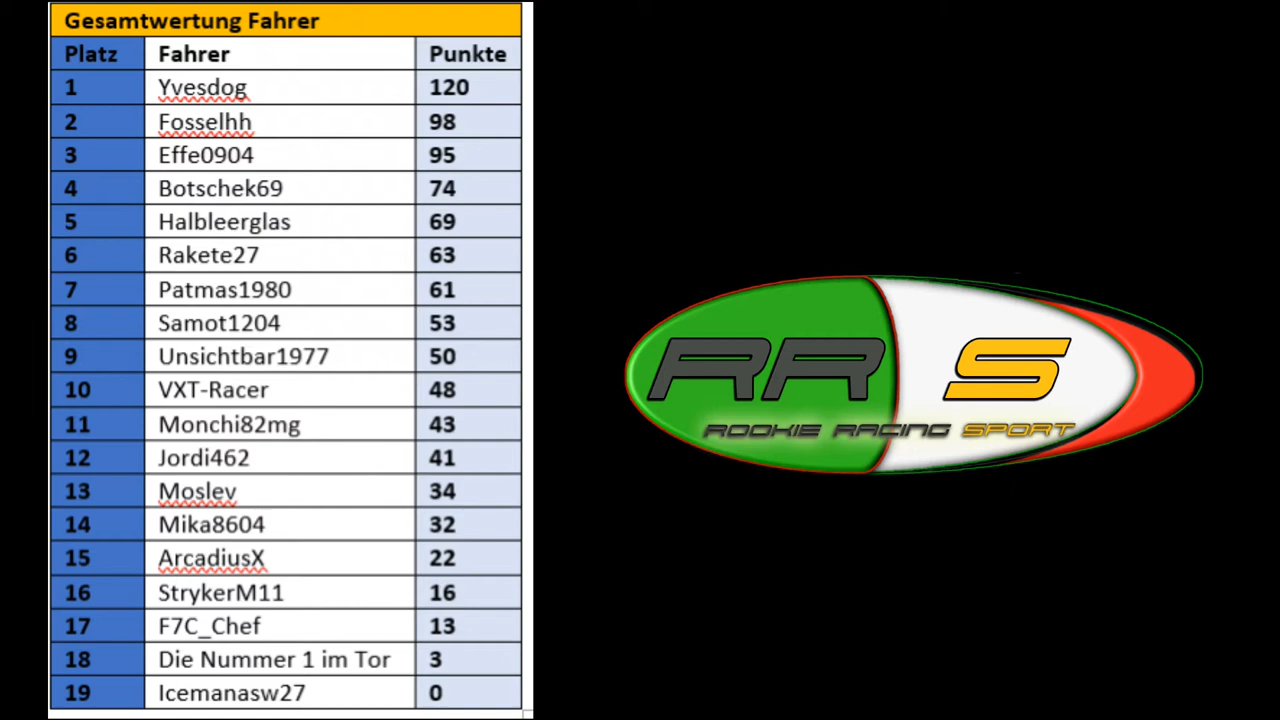 Gesamtwertung Fahrer
Platz Fahrer Punkte
1 Yvesdog 120
2 Fosselhh 98
3 Effe0904 95
4 Botschek69 74
5 Halbleerglas 69
6 Rakete27 63
7 Patmas1980 61
8 Samot1204 53
9 Unsichtbar1977 50
10 VXT-Racer 48
11 Monchi82mg 43
12 Jordi462 41
13 Moslev 34
14 Mika8604 32
15 ArcadiusX 22
16 StrykerM11 16
17 F7C_Chef 13
18 Die Nummer 1 im Tor 3
19 Icemanasw27 0
RR S
ROOKIE RACING SPORT